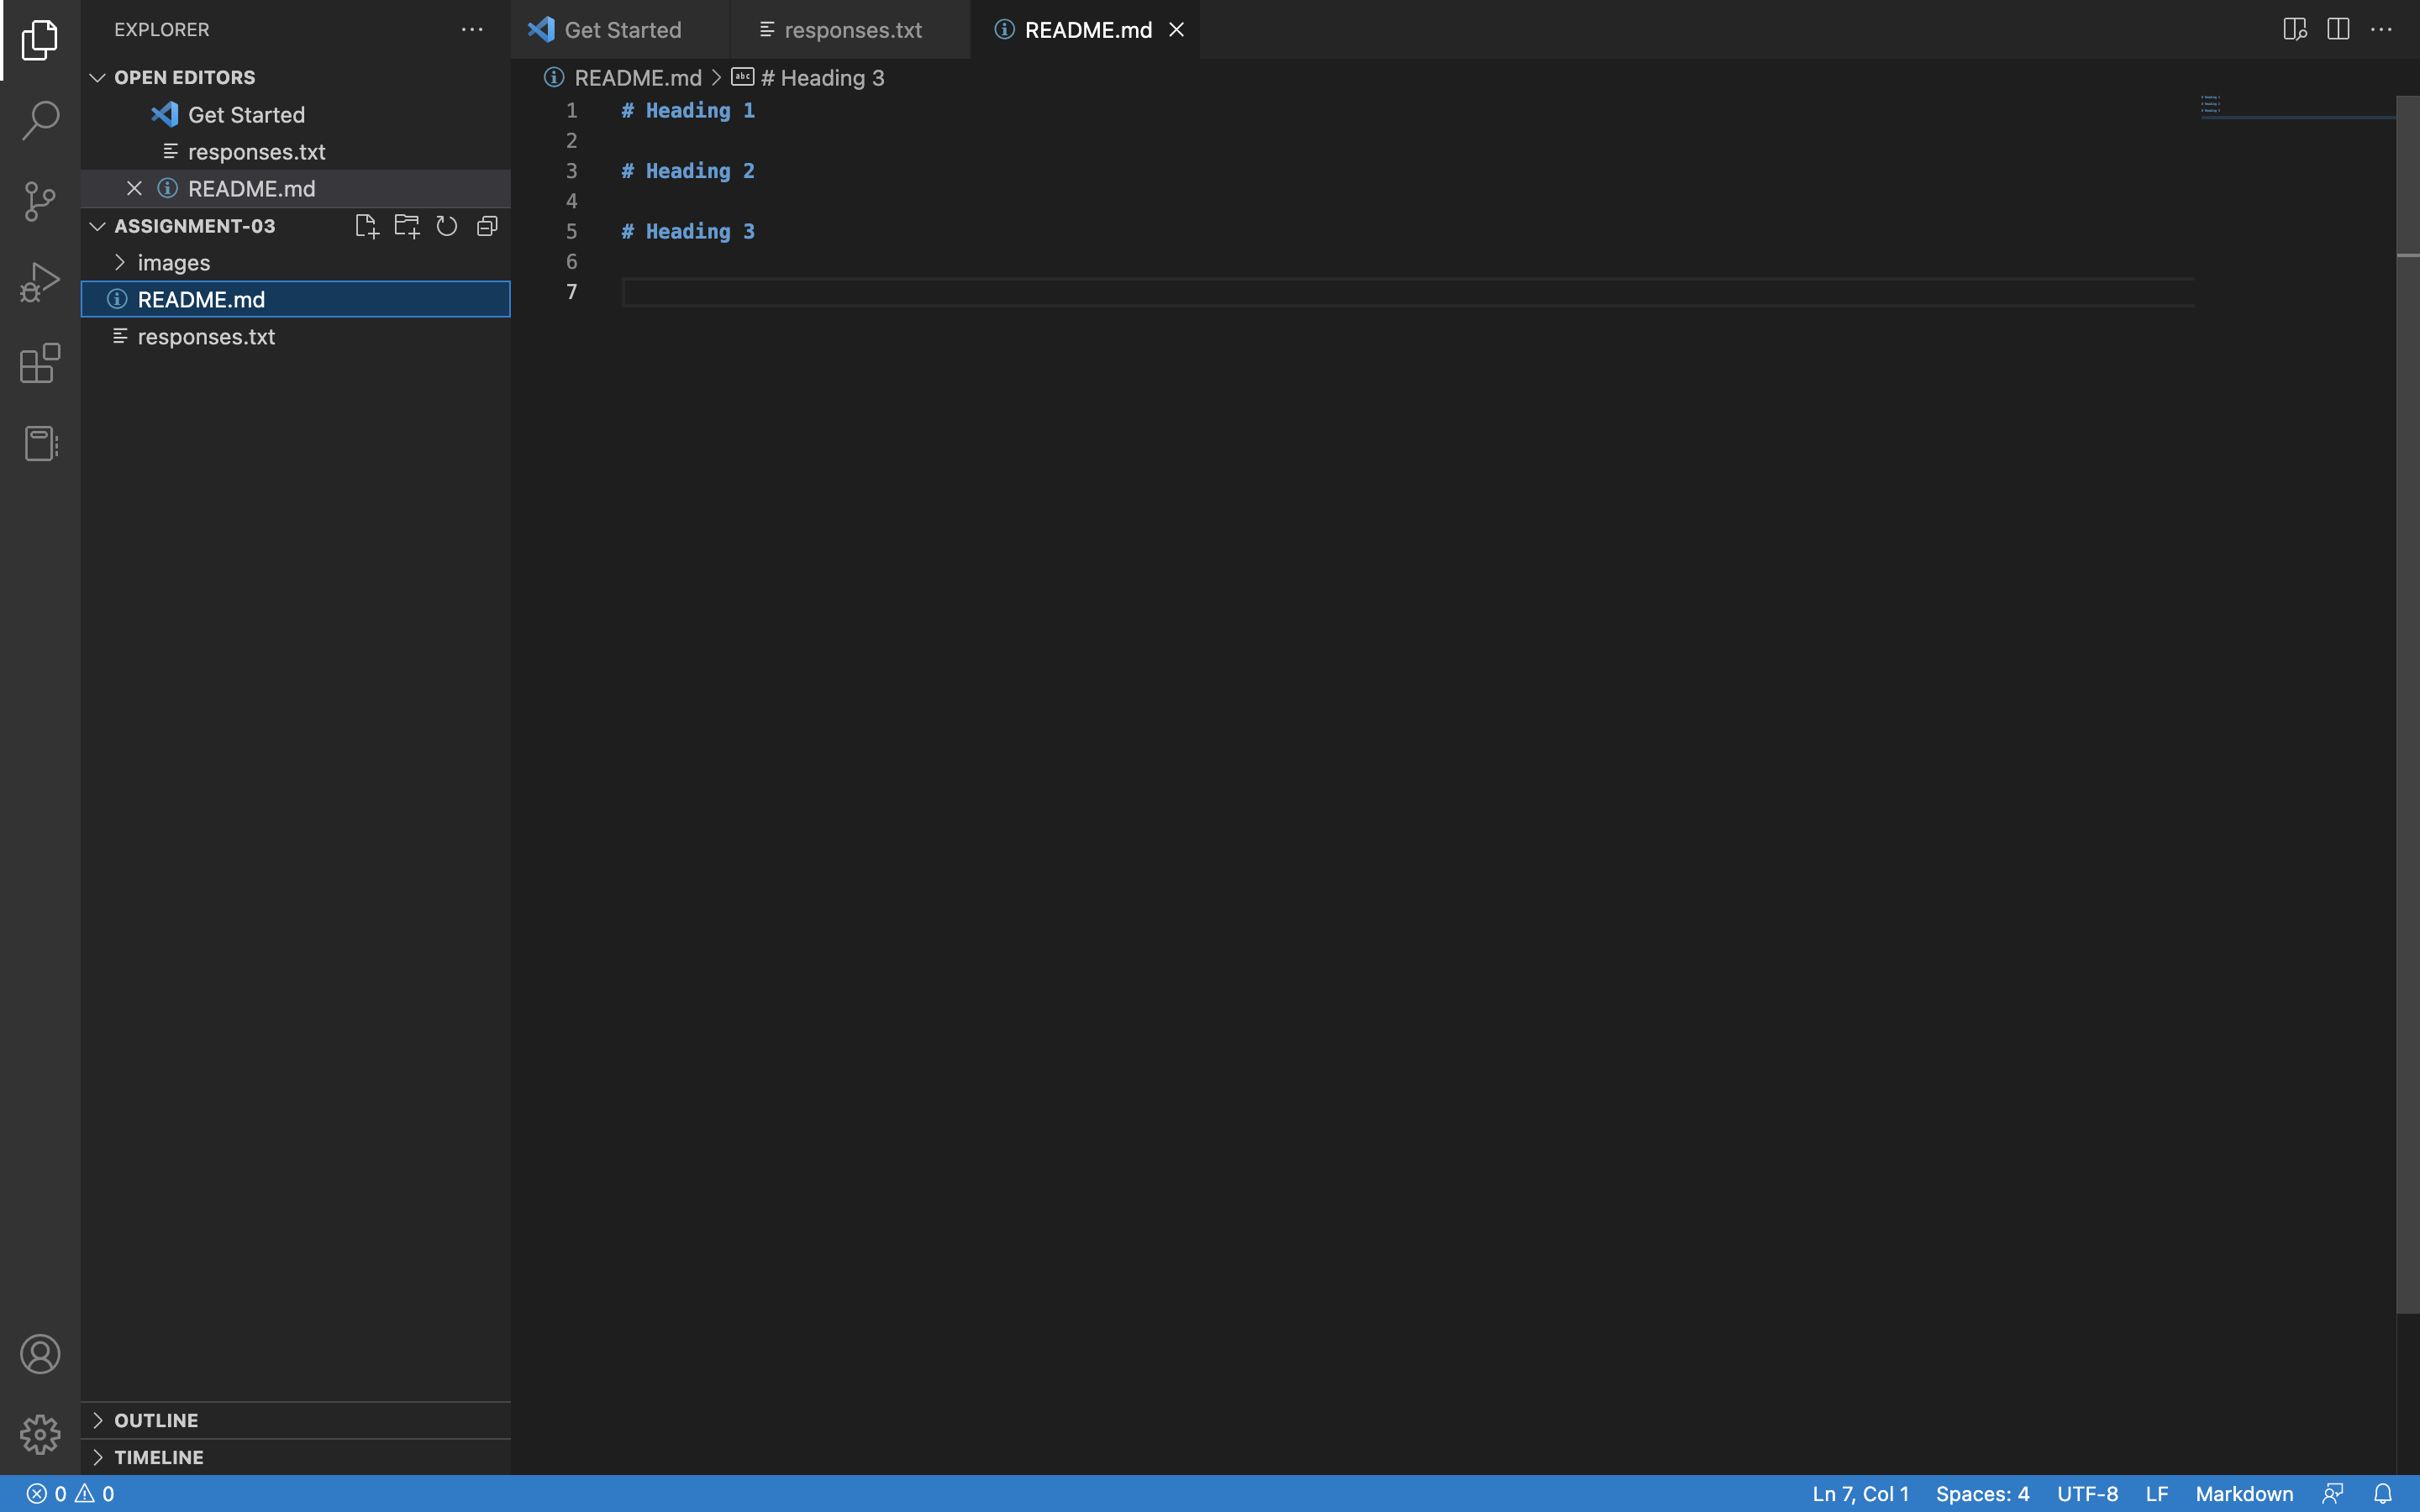 EXPLORER
OPEN EDITORS
Get Started
responses.txt
README.md
ASSIGNMENT-03
images
README.md
responses.txt
OUTLINE
TIMELINE
Get Started
responses.txt
README.md
README.md > abc # Heading 3
1 # Heading 1
2
3 # Heading 2
4
5 # Heading 3
6
7
0 0
Ln 7, Col 1 Spaces: 4 UTF-8 LF Markdown